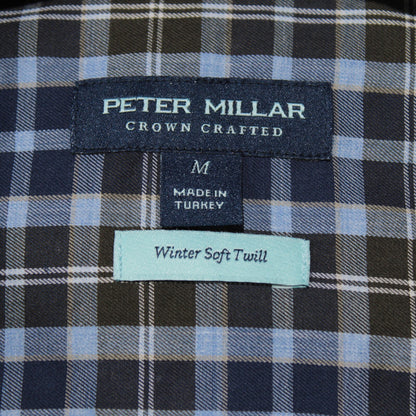 PETER MILLAR
CROWN CRAFTED
M
MADE IN
TURKEY
Winter Soft Twill